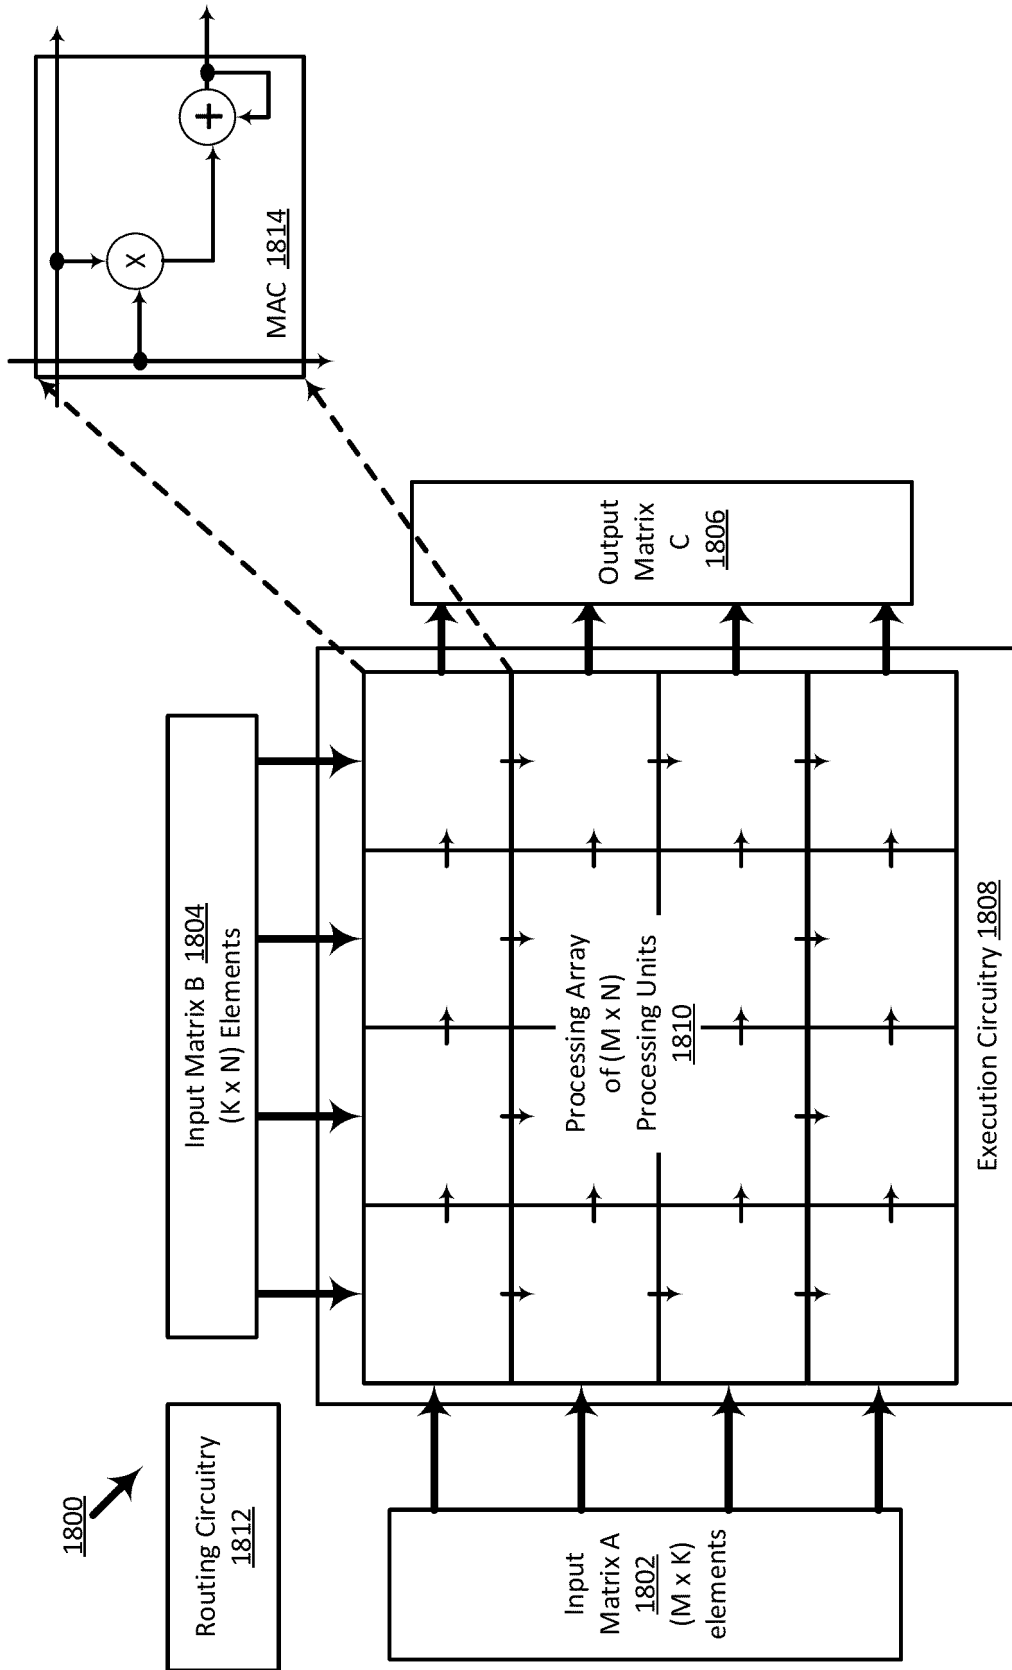 1800
Routing Circuitry
1812
Input Matrix B 1804
(K x N) Elements
MAC 1814
X
+
Input
Matrix A
1802
(M x K)
elements
Processing Array
of (M x N)
Processing Units
1810
Output
Matrix
C
1806
Execution Circuitry 1808